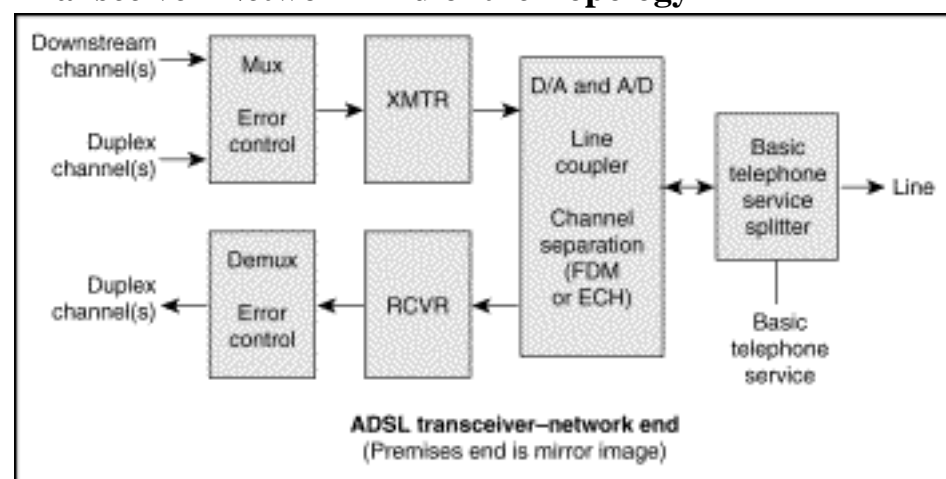 Downstream
channel(s)
Duplex
channel(s)
Mux
Error
control
XMTR
D/A and A/D
Line
coupler
Channel
separation
(FDM
or ECH)
Basic
telephone
service
splitter
Line
Duplex
channel(s)
Demux
Error
control
RCVR
Basic
telephone
service
ADSL transceiver–network end
(Premises end is mirror image)